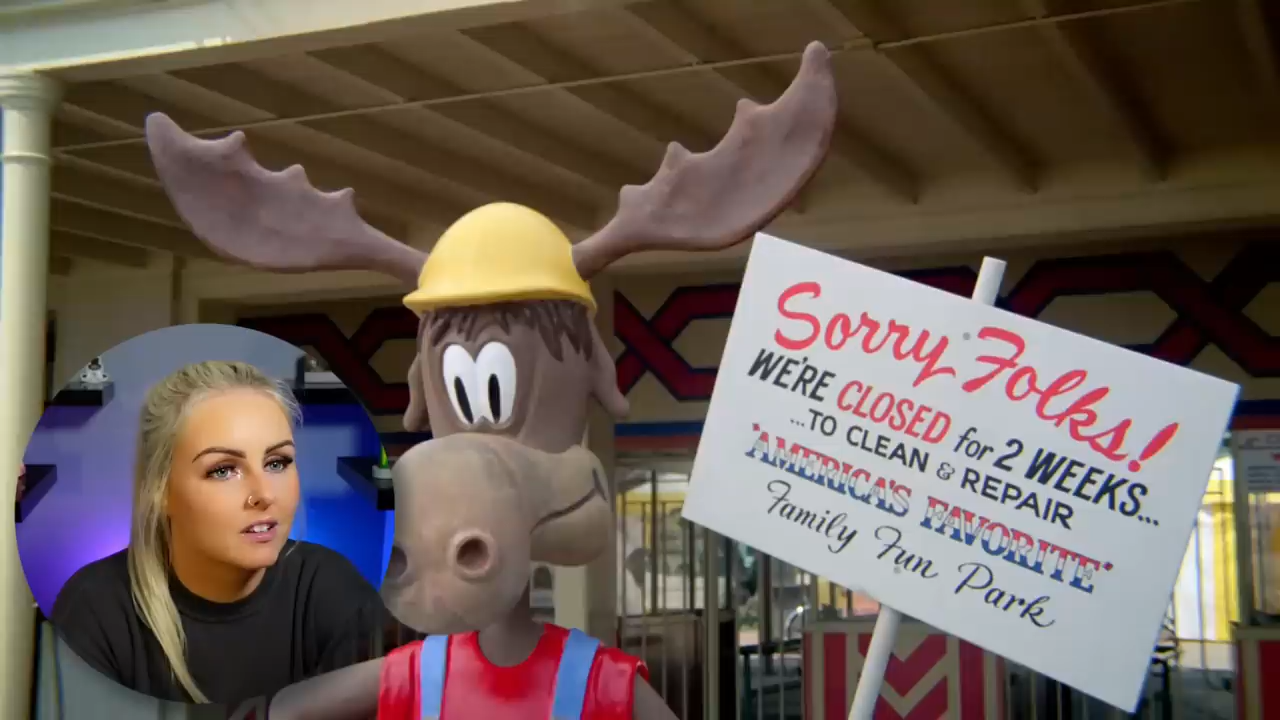 Sorry Folks!
WE'RE CLOSED for 2 WEEKS...
...TO CLEAN & REPAIR
"AMERICA'S FAVORITE"
Family Fun Park